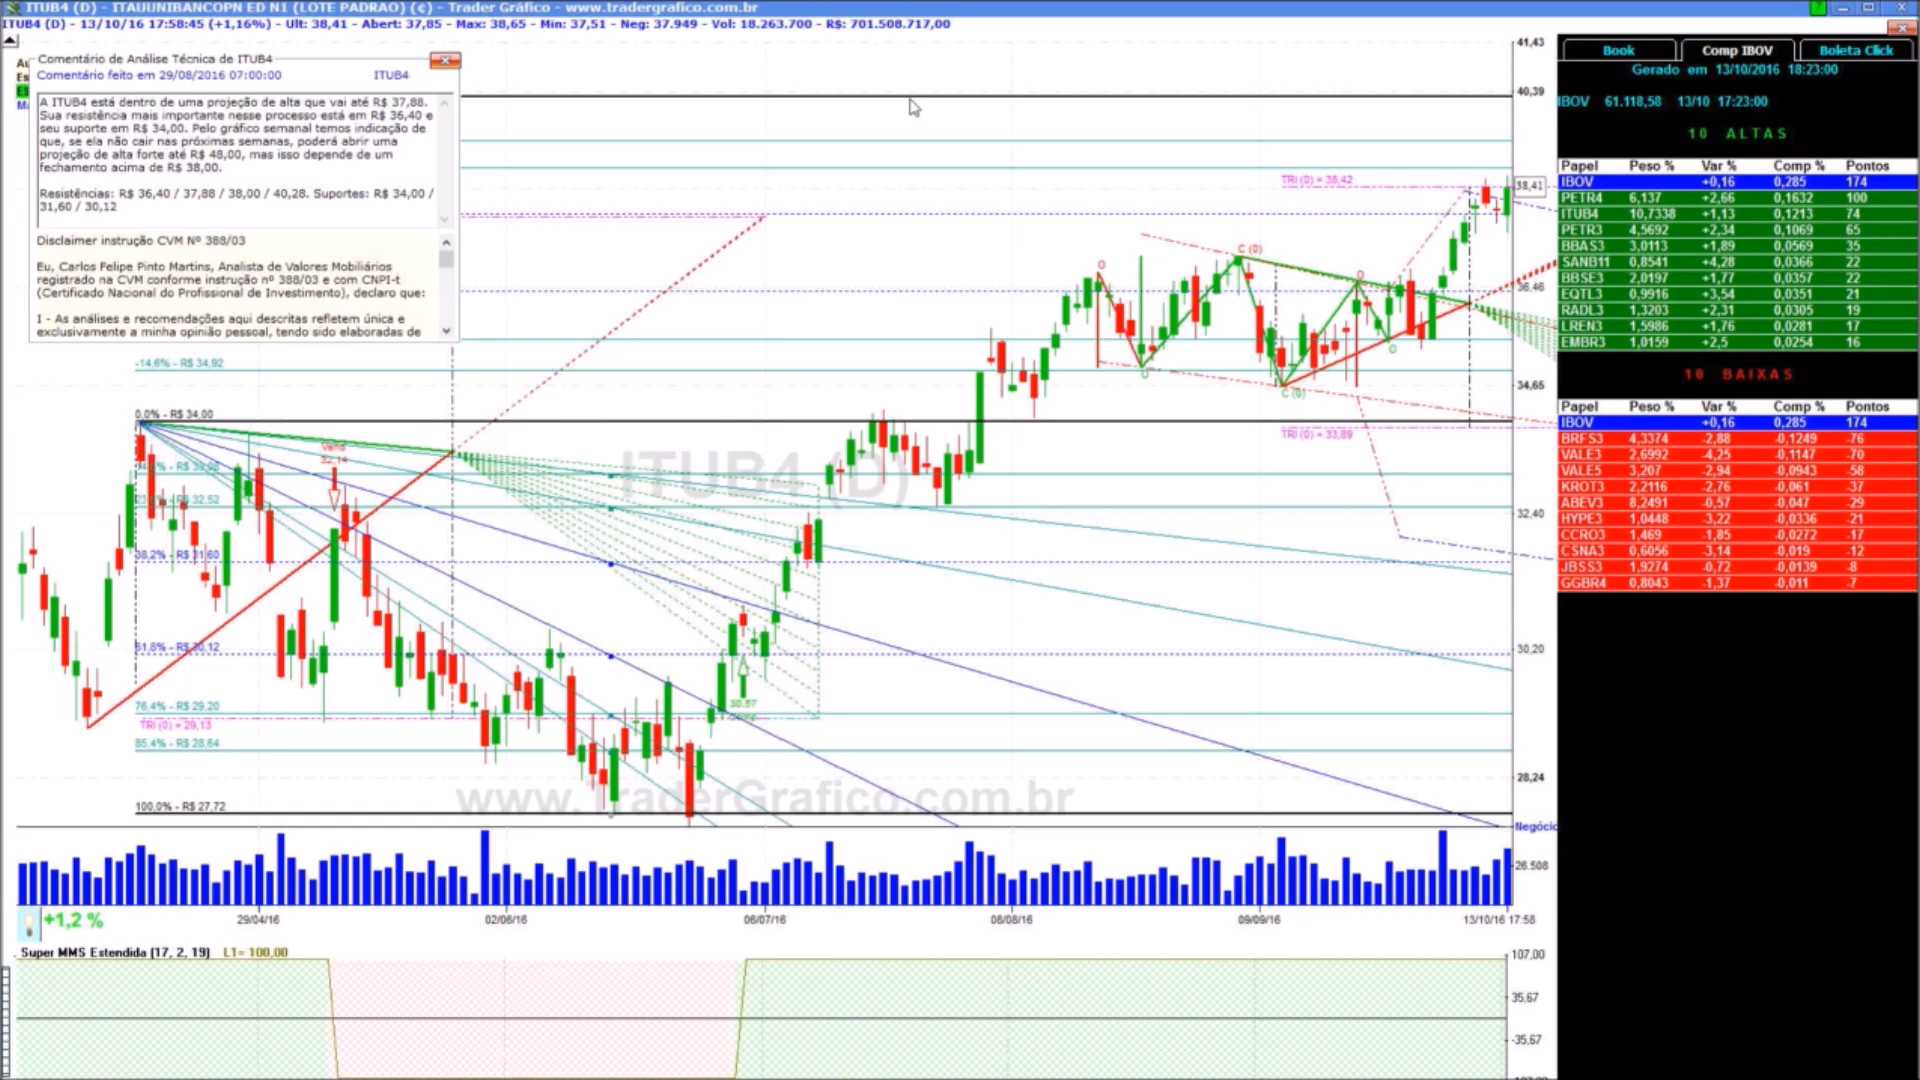 ITUB4 (D) - ITAUUNIBANCOPN ED N1 (LOTE PADRAO) (¢) - Trader Gráfico - www.tradergrafico.com.br
ITUB4 (D) - 13/10/16 17:58:45 (+1,16%) - Ult: 38,41 - Abert: 37,85 - Max: 38,65 - Min: 37,51 - Neg: 37.949 - Vol: 18.263.700 - R$: 701.508.717,00
Comentário de Análise Técnica de ITUB4
Comentário feito em 29/08/2016 07:00:00 ITUB4
A ITUB4 está dentro de uma projeção de alta que vai até R$ 37,88.
Sua resistência mais importante nesse processo está em R$ 36,40 e
seu suporte em R$ 34,00. Pelo gráfico semanal temos indicação de
que, se ela não cair nas próximas semanas, poderá abrir uma
projeção de alta forte até R$ 48,00, mas isso depende de um
fechamento acima de R$ 38,00.
Resistências: R$ 36,40 / 37,88 / 38,00 / 40,28. Suportes: R$ 34,00 /
31,60 / 30,12
Disclaimer instrução CVM Nº 388/03
Eu, Carlos Felipe Pinto Martins, Analista de Valores Mobiliários
registrado na CVM conforme instrução nº 388/03 e com CNPI-t
(Certificado Nacional do Profissional de Investimento), declaro que:
I - As análises e recomendações aqui descritas refletem única e
exclusivamente a minha opinião pessoal, tendo sido elaboradas de
-14,6% - R$ 34,92
0.0% - R$ 34,00
38,2% - R$ 31,60
61,8% - R$ 30,12
76,4% - R$ 29,20
TRI (0) = 29,13
85,4% - R$ 28,64
100,0% - R$ 27,72
30,57
TRI (0) = 38,42
C (0)
C (0)
TRI (0) = 33,89
ITUB4 (D)
www.TraderGrafico.com.br
41,43
40,39
38,41
36,46
34,65
32,40
30,20
28,24
Negócio
26.508
29/04/16 02/06/16 06/07/16 08/08/16 09/09/16 13/10/16 17:58
+1,2 %
Super MMS Estendida [17, 2, 19) L1= 100,00
107,00
35,67
-35,67
Book Comp IBOV Boleta Click
Gerado em 13/10/2016 18:23:00
IBOV 61.118,58 13/10 17:23:00
10 ALTAS
Papel Peso % Var % Comp % Pontos
IBOV +0,16 0,285 174
PETR4 6,137 +2,66 0,1632 100
ITUB4 10,7338 +1,13 0,1213 74
PETR3 4,5692 +2,34 0,1069 65
BBAS3 3,0113 +1,89 0,0569 35
SANB11 0,8541 +4,28 0,0366 22
BBSE3 2,0197 +1,77 0,0357 22
EQTL3 0,9916 +3,54 0,0351 21
RADL3 1,3203 +2,31 0,0305 19
LREN3 1,5986 +1,76 0,0281 17
EMBR3 1,0159 +2,5 0,0254 16
10 BAIXAS
Papel Peso % Var % Comp % Pontos
IBOV +0,16 0,285 174
BRFS3 4,3374 -2,88 -0,1249 -76
VALE3 2,6992 -4,25 -0,1147 -70
VALE5 3,207 -2,94 -0,0943 -58
KROT3 2,2116 -2,76 -0,061 -37
ABEV3 8,2491 -0,57 -0,047 -29
HYPE3 1,0448 -3,22 -0,0336 -21
CCRO3 1,469 -1,85 -0,0272 -17
CSNA3 0,6056 -3,14 -0,019 -12
JBSS3 1,9274 -0,72 -0,0139 -8
GGBR4 0,8043 -1,37 -0,011 -7